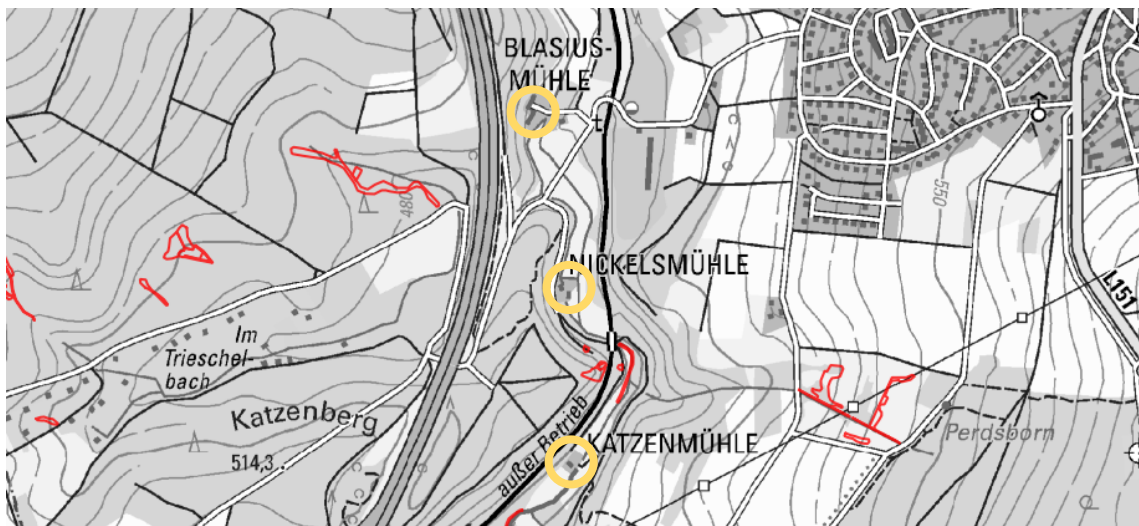 BLASIUS-
MÜHLE
480
550
NICKELSMÜHLE
L151
Im
Trieschel-
bach
Katzenberg
514,3
außer Betrieb
KATZENMÜHLE
Perdsborn